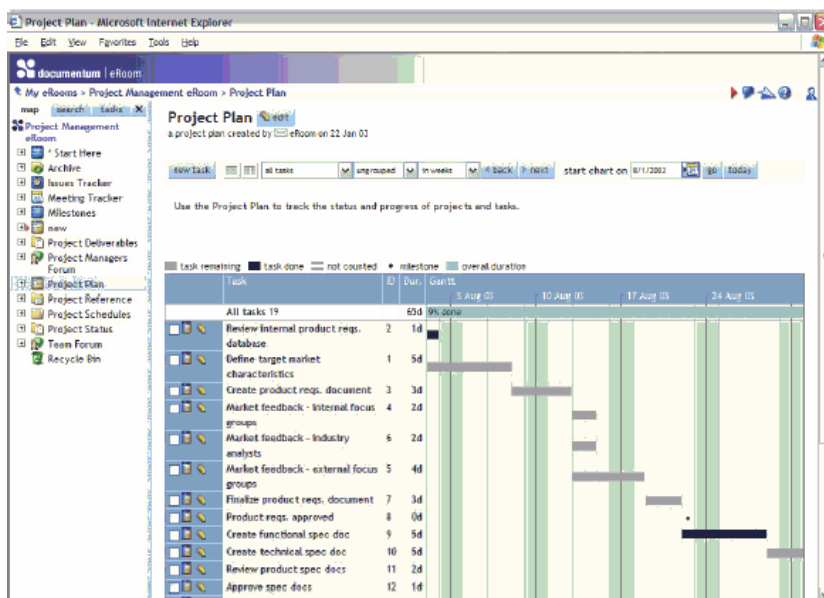 Project Plan - Microsoft Internet Explorer
File Edit View Favorites Tools Help
documentum | eRoom
My eRooms > Project Management eRoom > Project Plan
map search tasks X
Project Management
eRoom
* Start Here
Archive
Issues Tracker
Meeting Tracker
Milestones
new
Project Deliverables
Project Managers
Forum
Project Plan
Project Reference
Project Schedules
Project Status
Team Forum
Recycle Bin
Project Plan edit
a project plan created by eRoom on 22 Jan 03
new task all tasks ungrouped in weeks < back > next start chart on 8/1/2003 go today
Use the Project Plan to track the status and progress of projects and tasks.
task remaining task done not counted milestone overall duration
Task ID Dur. Gantt
3 Aug 03 10 Aug 03 17 Aug 03 24 Aug 03
All tasks 19 65d 9% done
Review internal product reqs. 2 1d
database
Define target market 1 5d
characteristics
Create product reqs. document 3 3d
Market feedback - internal focus 4 2d
groups
Market feedback - industry 6 2d
analysts
Market feedback - external focus 5 4d
groups
Finalize product reqs. document 7 3d
Product reqs. approved 8 0d
Create functional spec doc 9 5d
Create technical spec doc 10 5d
Review product spec docs 11 2d
Approve spec docs 12 1d